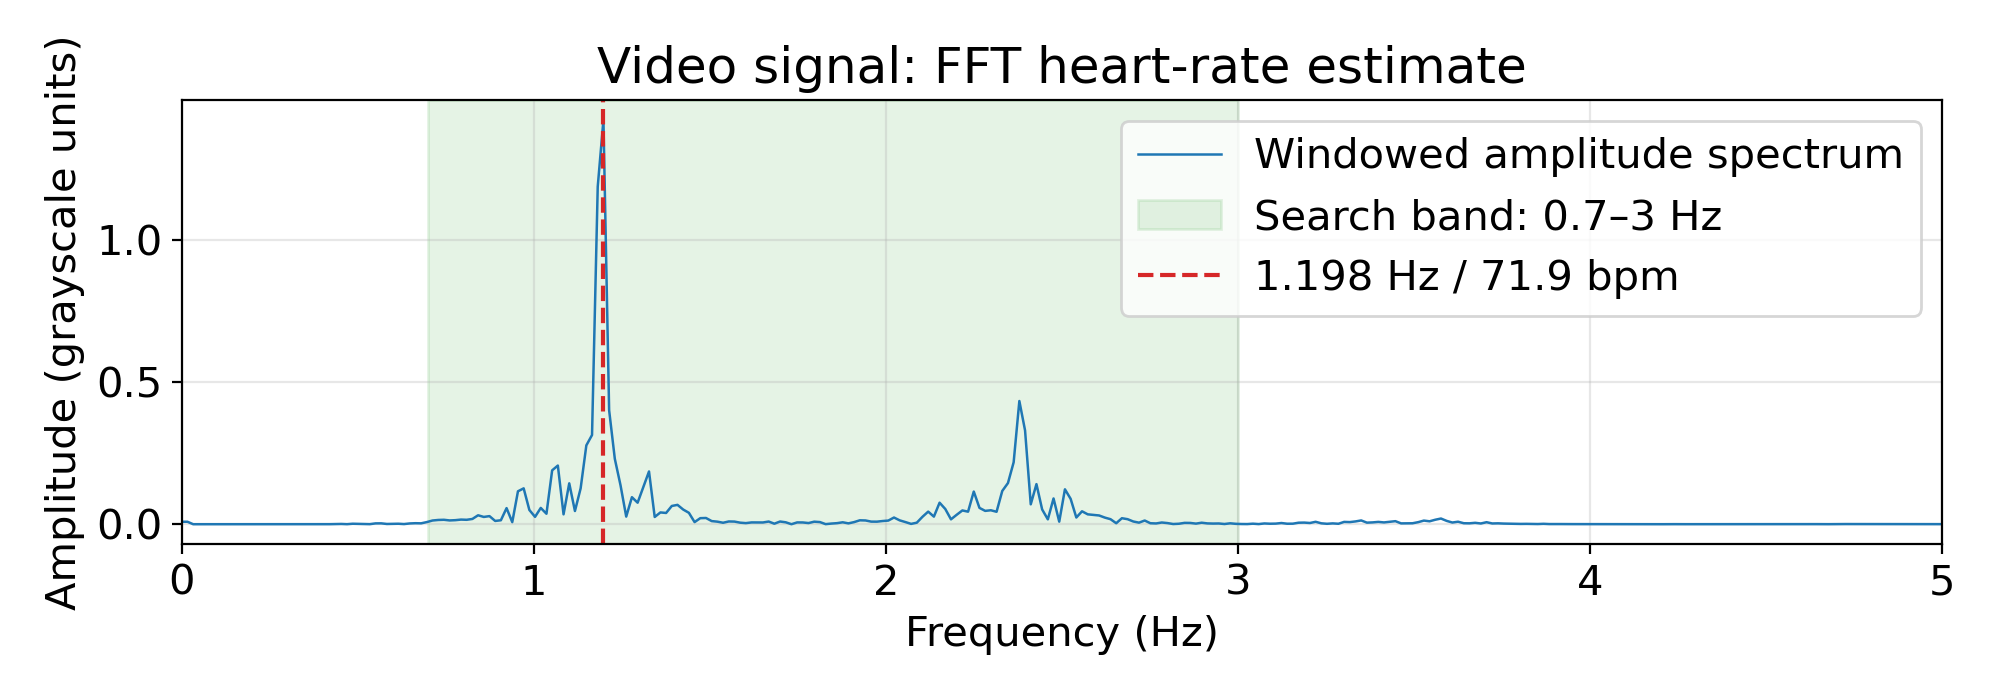 Video signal: FFT heart-rate estimate
Amplitude (grayscale units)
1.0
0.5
0.0
Windowed amplitude spectrum
Search band: 0.7–3 Hz
1.198 Hz / 71.9 bpm
0 1 2 3 4 5
Frequency (Hz)